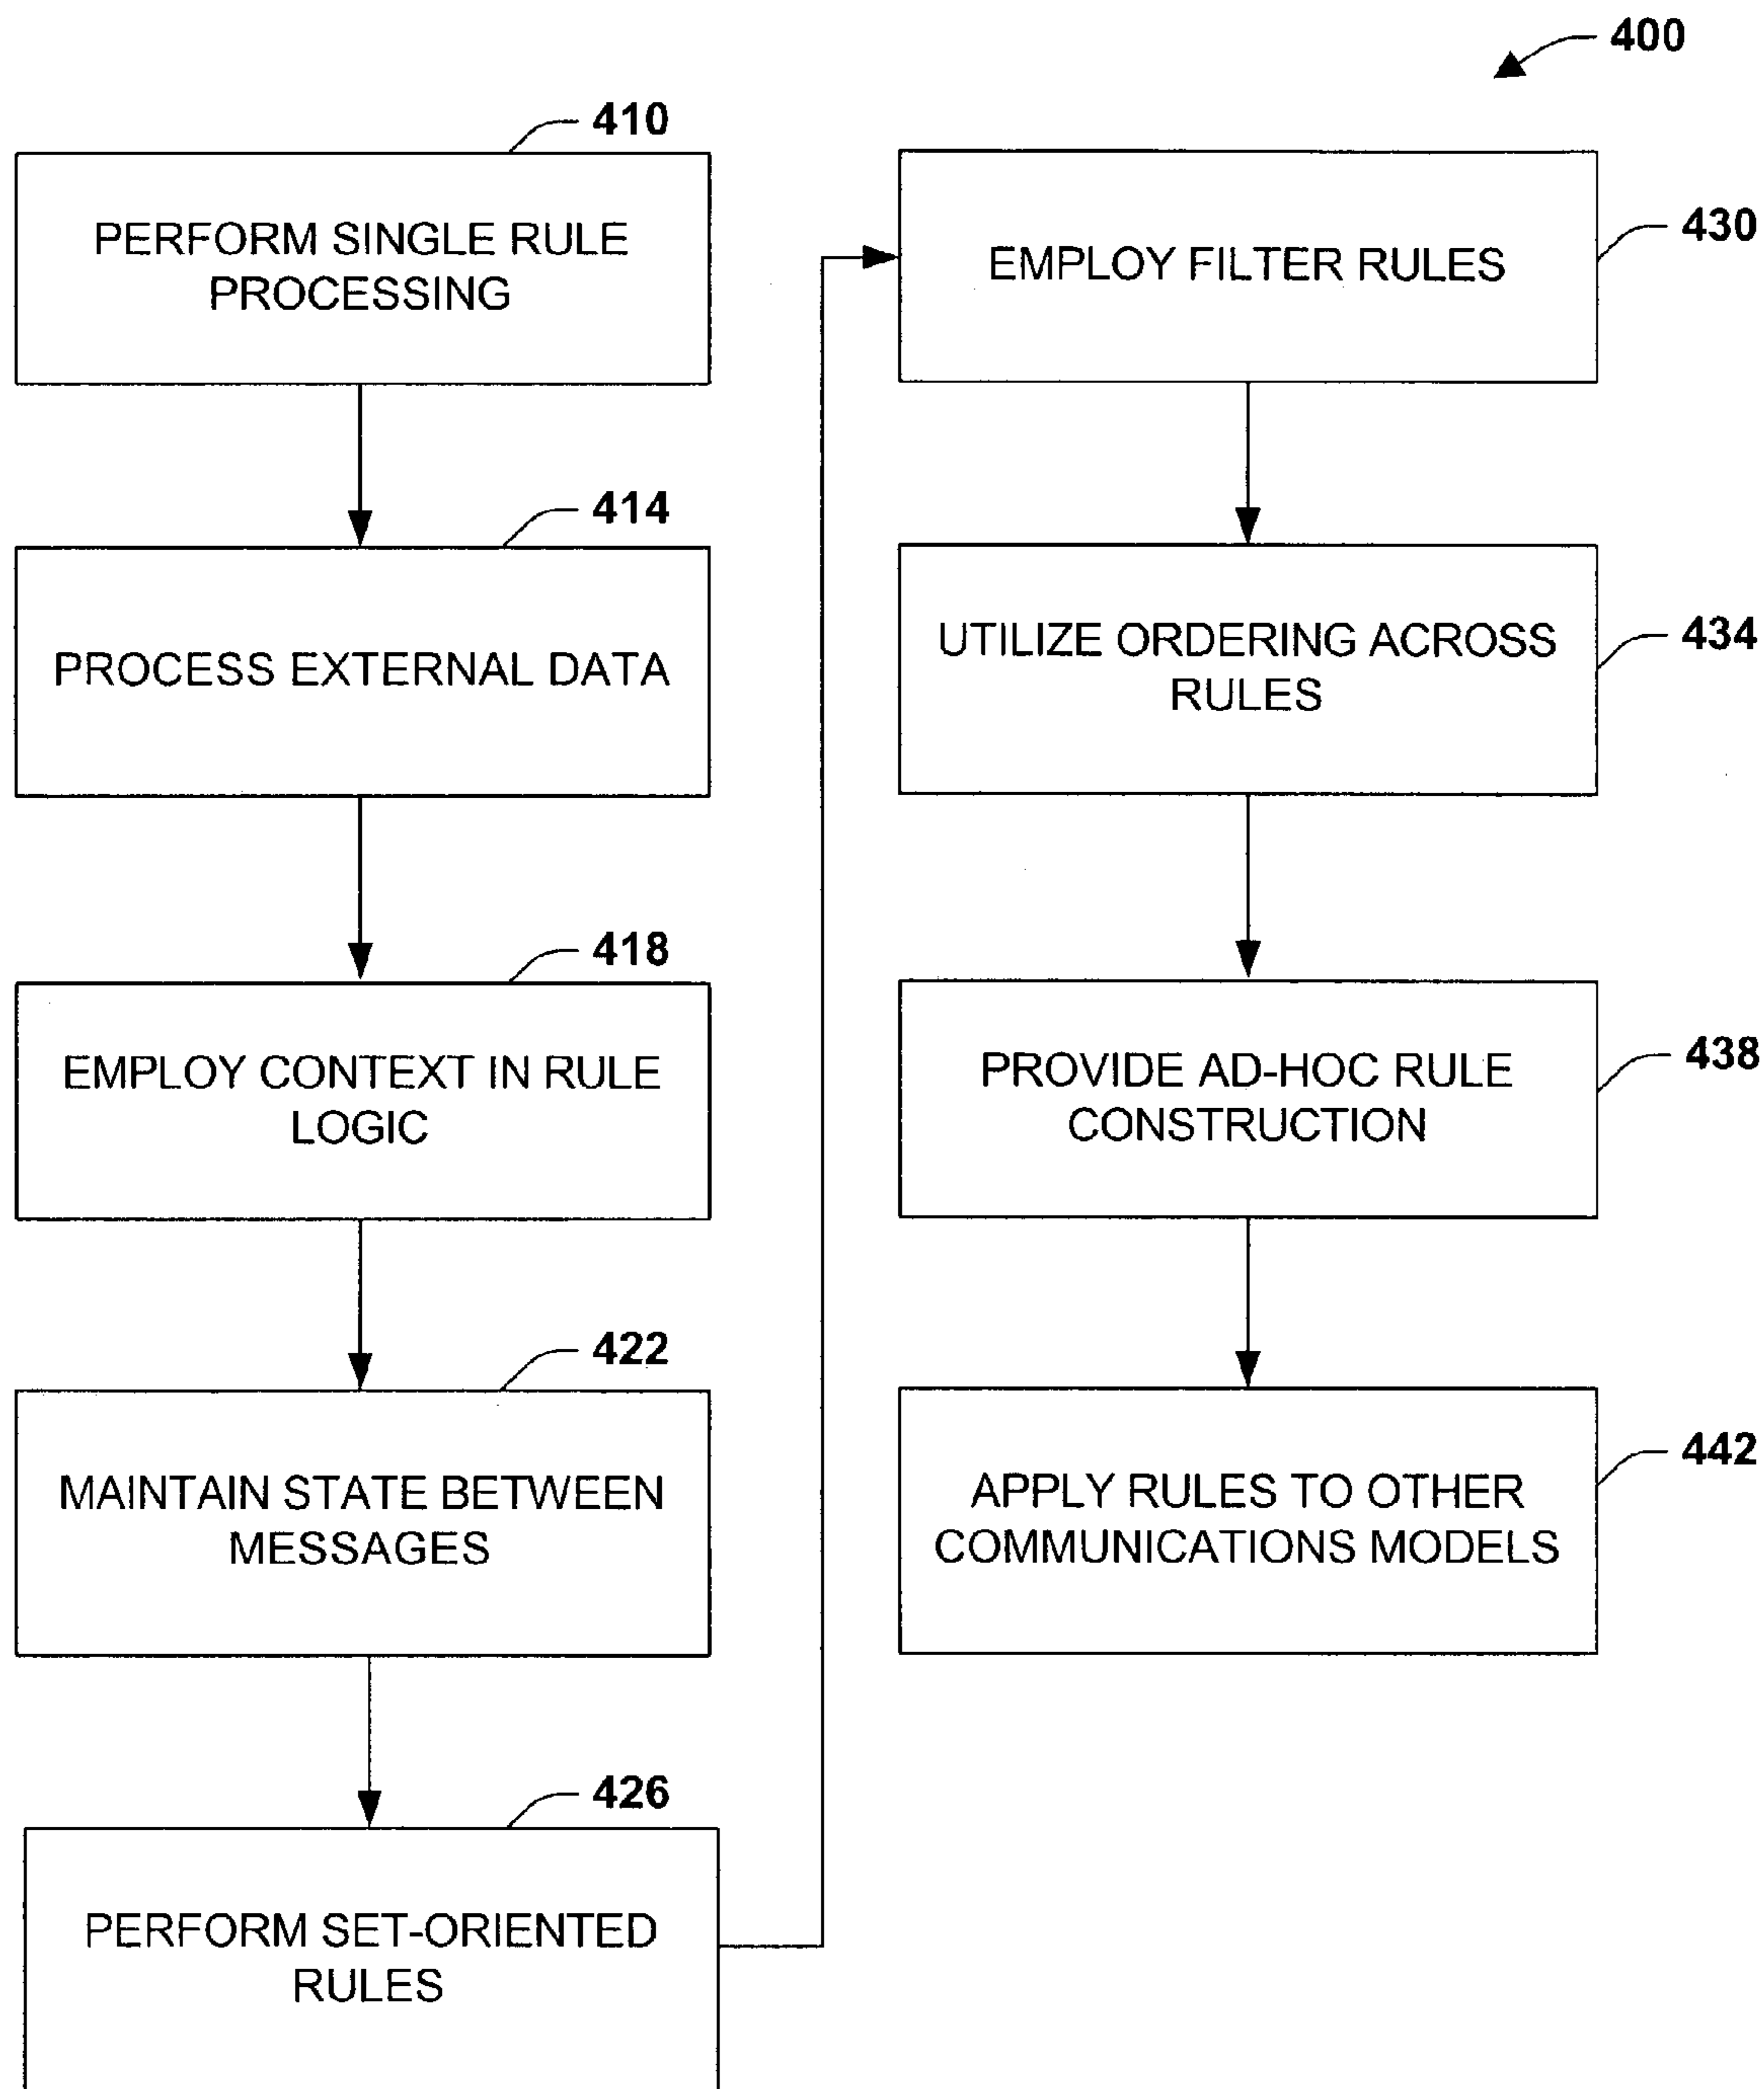 400
410
PERFORM SINGLE RULE
PROCESSING
414
PROCESS EXTERNAL DATA
418
EMPLOY CONTEXT IN RULE
LOGIC
422
MAINTAIN STATE BETWEEN
MESSAGES
426
PERFORM SET-ORIENTED
RULES
430
EMPLOY FILTER RULES
434
UTILIZE ORDERING ACROSS
RULES
438
PROVIDE AD-HOC RULE
CONSTRUCTION
442
APPLY RULES TO OTHER
COMMUNICATIONS MODELS